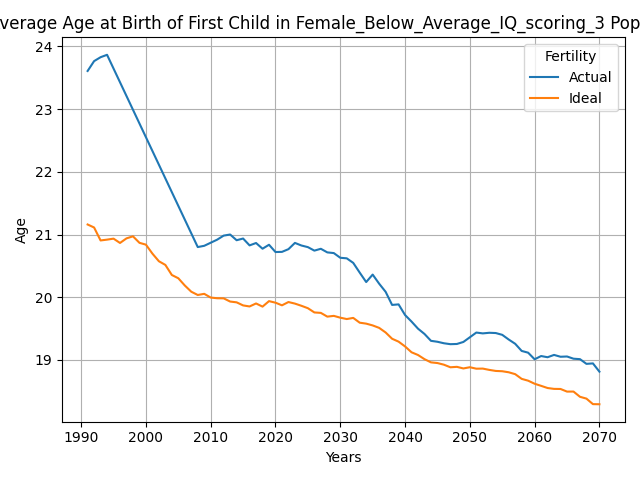 verage Age at Birth of First Child in Female_Below_Average_IQ_scoring_3 Pop
Fertility
Actual
Ideal
24
23
22
21
20
19
Age
1990 2000 2010 2020 2030 2040 2050 2060 2070
Years